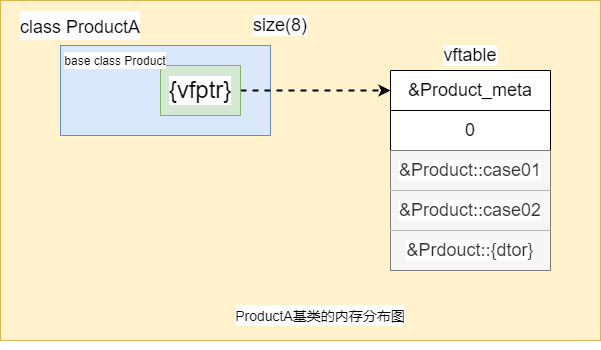 class ProductA
size(8)
base class Product
{vfptr}
vftable
&Product_meta
0
&Product::case01
&Product::case02
&Prdouct::{dtor}
ProductA基类的内存分布图